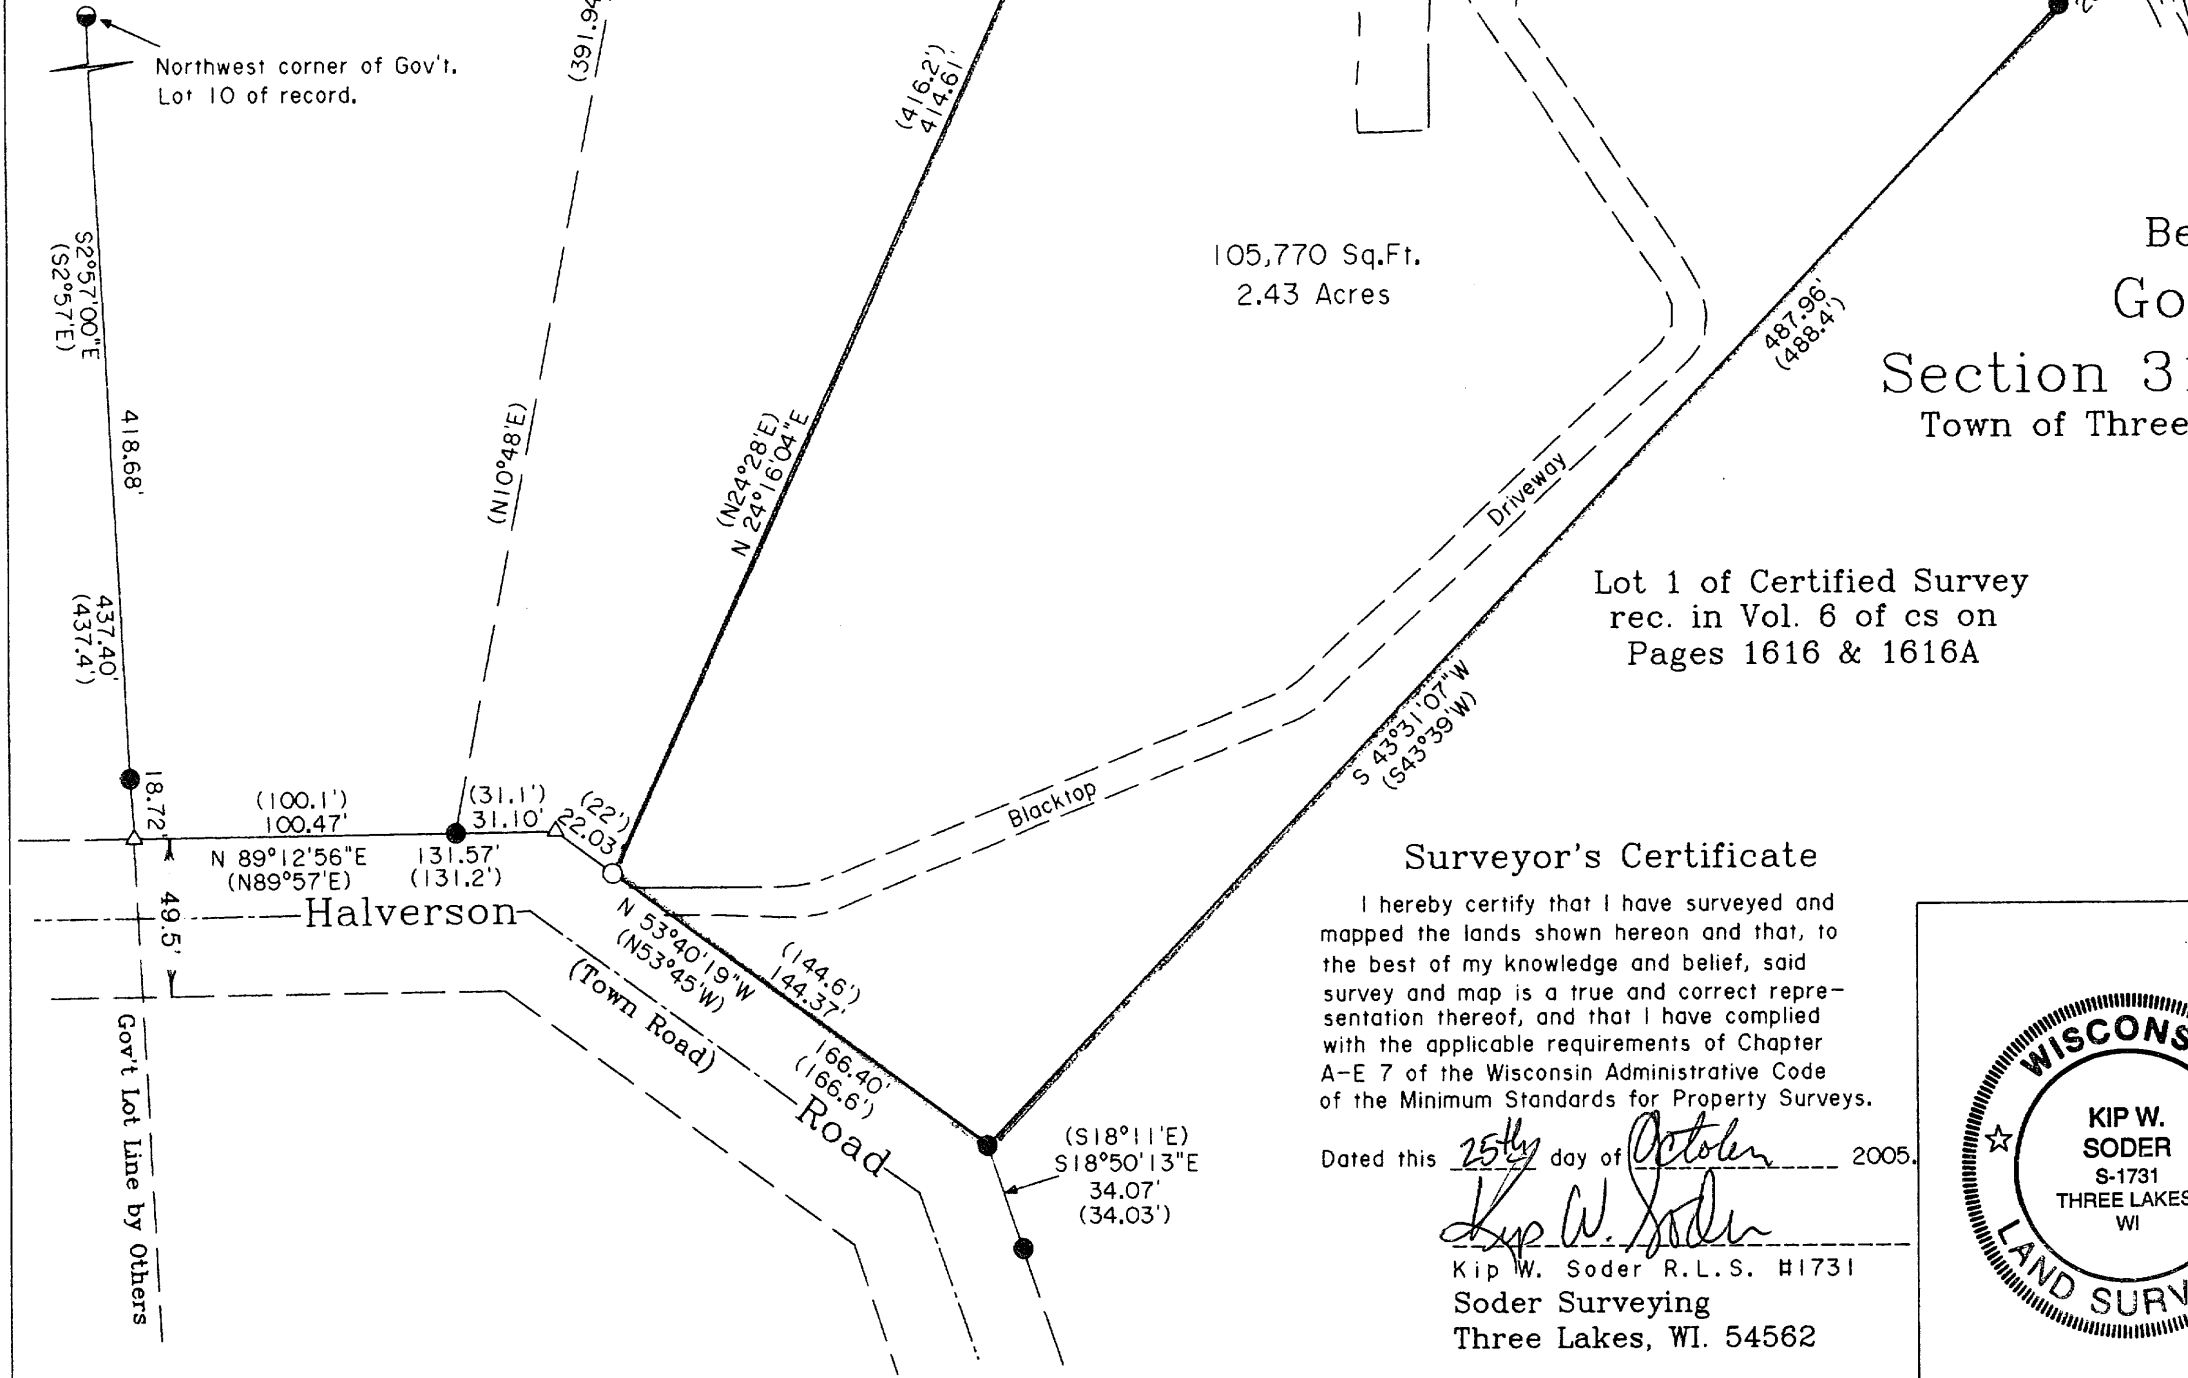 Northwest corner of Gov't.
Lot 10 of record.
(391.94
(416.2')
414.61'
S2°57'00"E
(S2°57'E)
418.68'
437.40'
(437.4')
18.72'
(N10°48'E)
(N24°28'E)
N 24°16'04"E
105,770 Sq.Ft.
2.43 Acres
487.96'
(488.4')
Be
Go
Section 31
Town of Three
Driveway
Blacktop
Lot 1 of Certified Survey
rec. in Vol. 6 of cs on
Pages 1616 & 1616A
S 43°31'07"W
(S43°39'W)
(100.1')
100.47'
(31.1')
31.10'
(22')
22.03'
N 89°12'56"E
(N89°57'E)
131.57'
(131.2')
49.5'
Halverson
(Town Road)
Road
N 53°40'19"W
(N53°45'W)
(144.6')
144.37'
166.40'
(166.6')
(S18°11'E)
S18°50'13"E
34.07'
(34.03')
Gov't Lot Line by Others
Surveyor's Certificate
I hereby certify that I have surveyed and
mapped the lands shown hereon and that, to
the best of my knowledge and belief, said
survey and map is a true and correct repre-
sentation thereof, and that I have complied
with the applicable requirements of Chapter
A-E 7 of the Wisconsin Administrative Code
of the Minimum Standards for Property Surveys.
Dated this 25th day of October 2005.
Kip W. Soder
Kip W. Soder R.L.S. #1731
Soder Surveying
Three Lakes, WI. 54562
WISCONS
KIP W.
SODER
S-1731
THREE LAKES
WI
LAND SURV